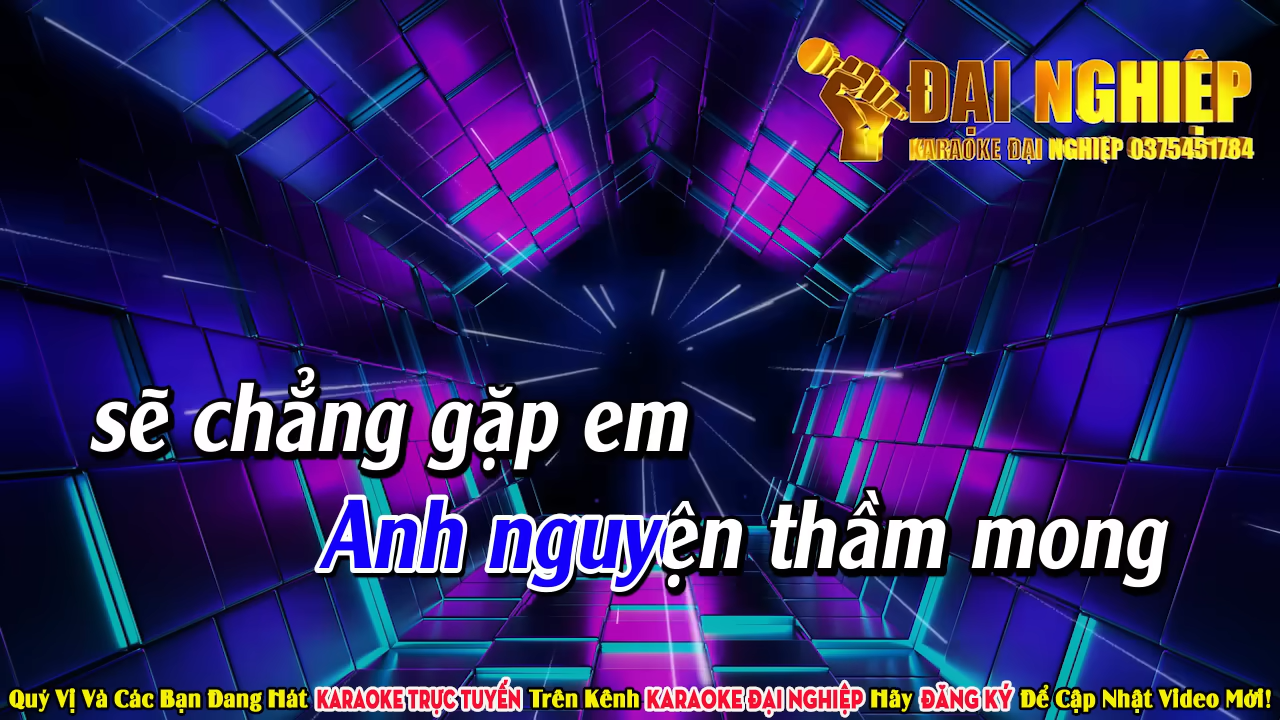 ĐẠI NGHIỆP
KARAOKE ĐẠI NGHIỆP 0375451784
sẽ chẳng gặp em
Anh nguyện thầm mong
Quý Vị Và Các Bạn Đang Hát KARAOKE TRỰC TUYẾN Trên Kênh KARAOKE ĐẠI NGHIỆP Hãy ĐĂNG KÝ Để Cập Nhật Video Mới!